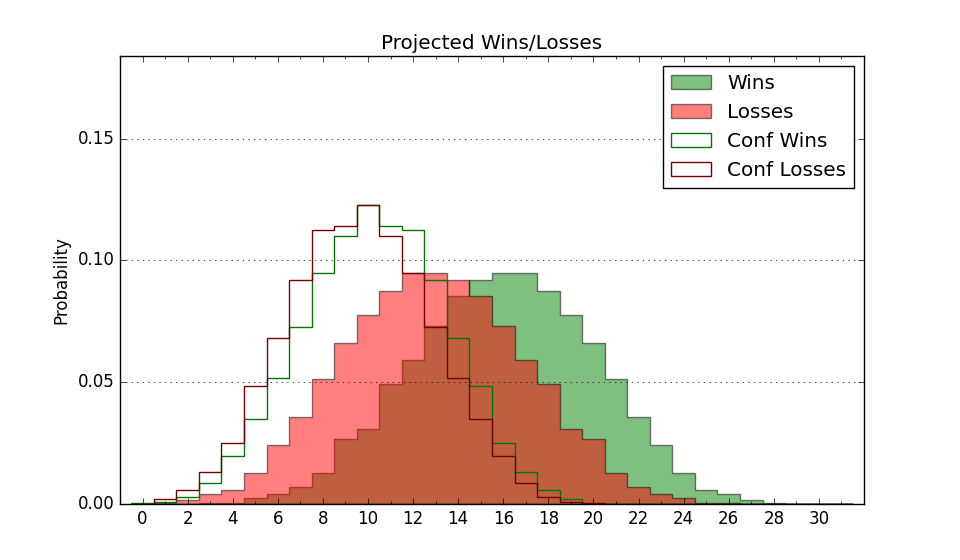 Projected Wins/Losses
Wins
Losses
Conf Wins
Conf Losses
Probability
0.15
0.10
0.05
0.00
0 2 4 6 8 10 12 14 16 18 20 22 24 26 28 30